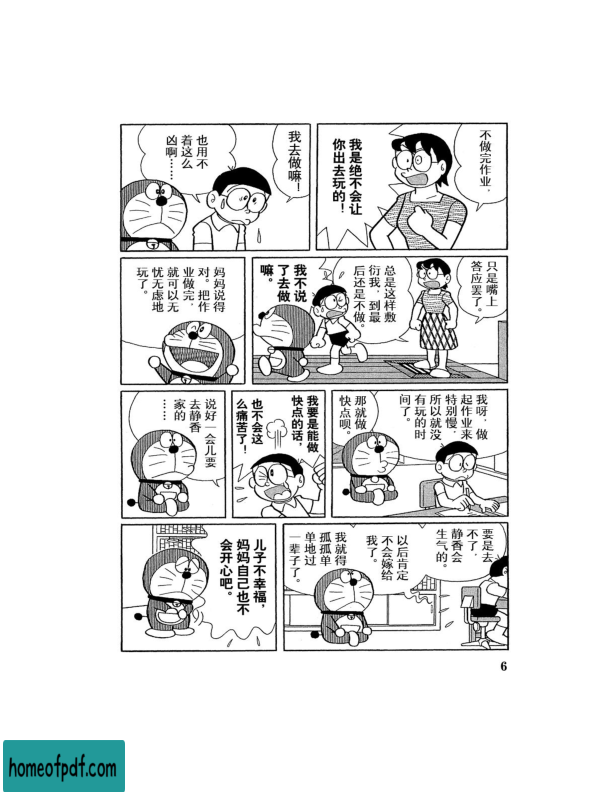 不做完作业，
我是绝不会让
你出去玩的！
我去做嘛！
也用不
着这么
凶啊……
只是嘴上
答应罢了。
总是这样敷
衍我，到最
后还是不做。
我不说
了去做
嘛。
妈妈说得
对。把作
业做完，
就可以无
忧无虑地
玩了。
我呀，做
起作业来
特别慢，
所以就没
有玩的时
间了。
那就做
快点呗。
我要是能做
快点的话，
也不会这
么痛苦了！
说好一会儿要
去静香
家的
……
要是去
不了，
静香会
生气的。
以后肯定
不会嫁给
我了。
我就得
孤孤单
单地过
一辈子了。
儿子不幸福，
妈妈自己也不
会开心吧。
6
homeofpdf.com